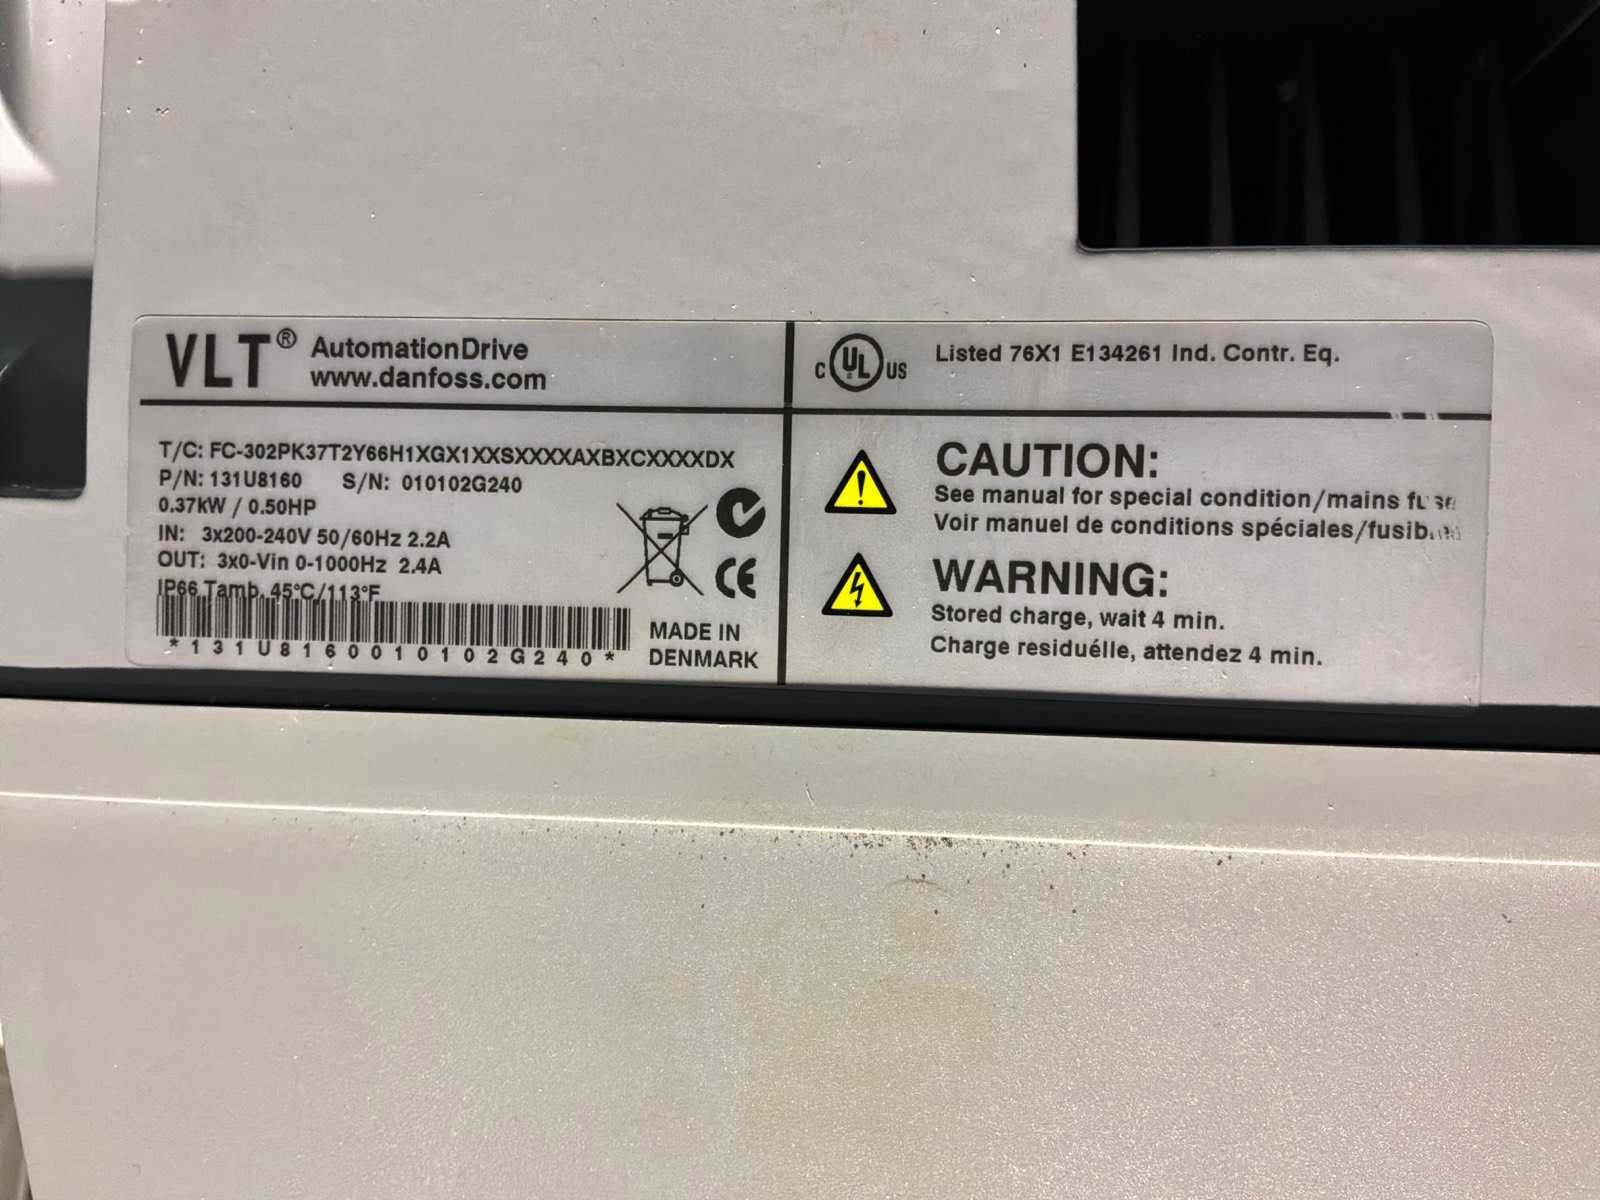 VLT® AutomationDrive
www.danfoss.com
T/C: FC-302PK37T2Y66H1XGX1XXSXXXXAXBXCXXXXDX
P/N: 131U8160 S/N: 010102G240
0.37kW / 0.50HP
IN: 3x200-240V 50/60Hz 2.2A
OUT: 3x0-Vin 0-1000Hz 2.4A
IP66 Tamb. 45°C/113°F
*131U8160010102G240*
MADE IN
DENMARK
C UL US Listed 76X1 E134261 Ind. Contr. Eq.
CAUTION:
See manual for special condition/mains
Voir manuel de conditions spéciales/
WARNING:
Stored charge, wait 4 min.
Charge residuélle, attendez 4 min.